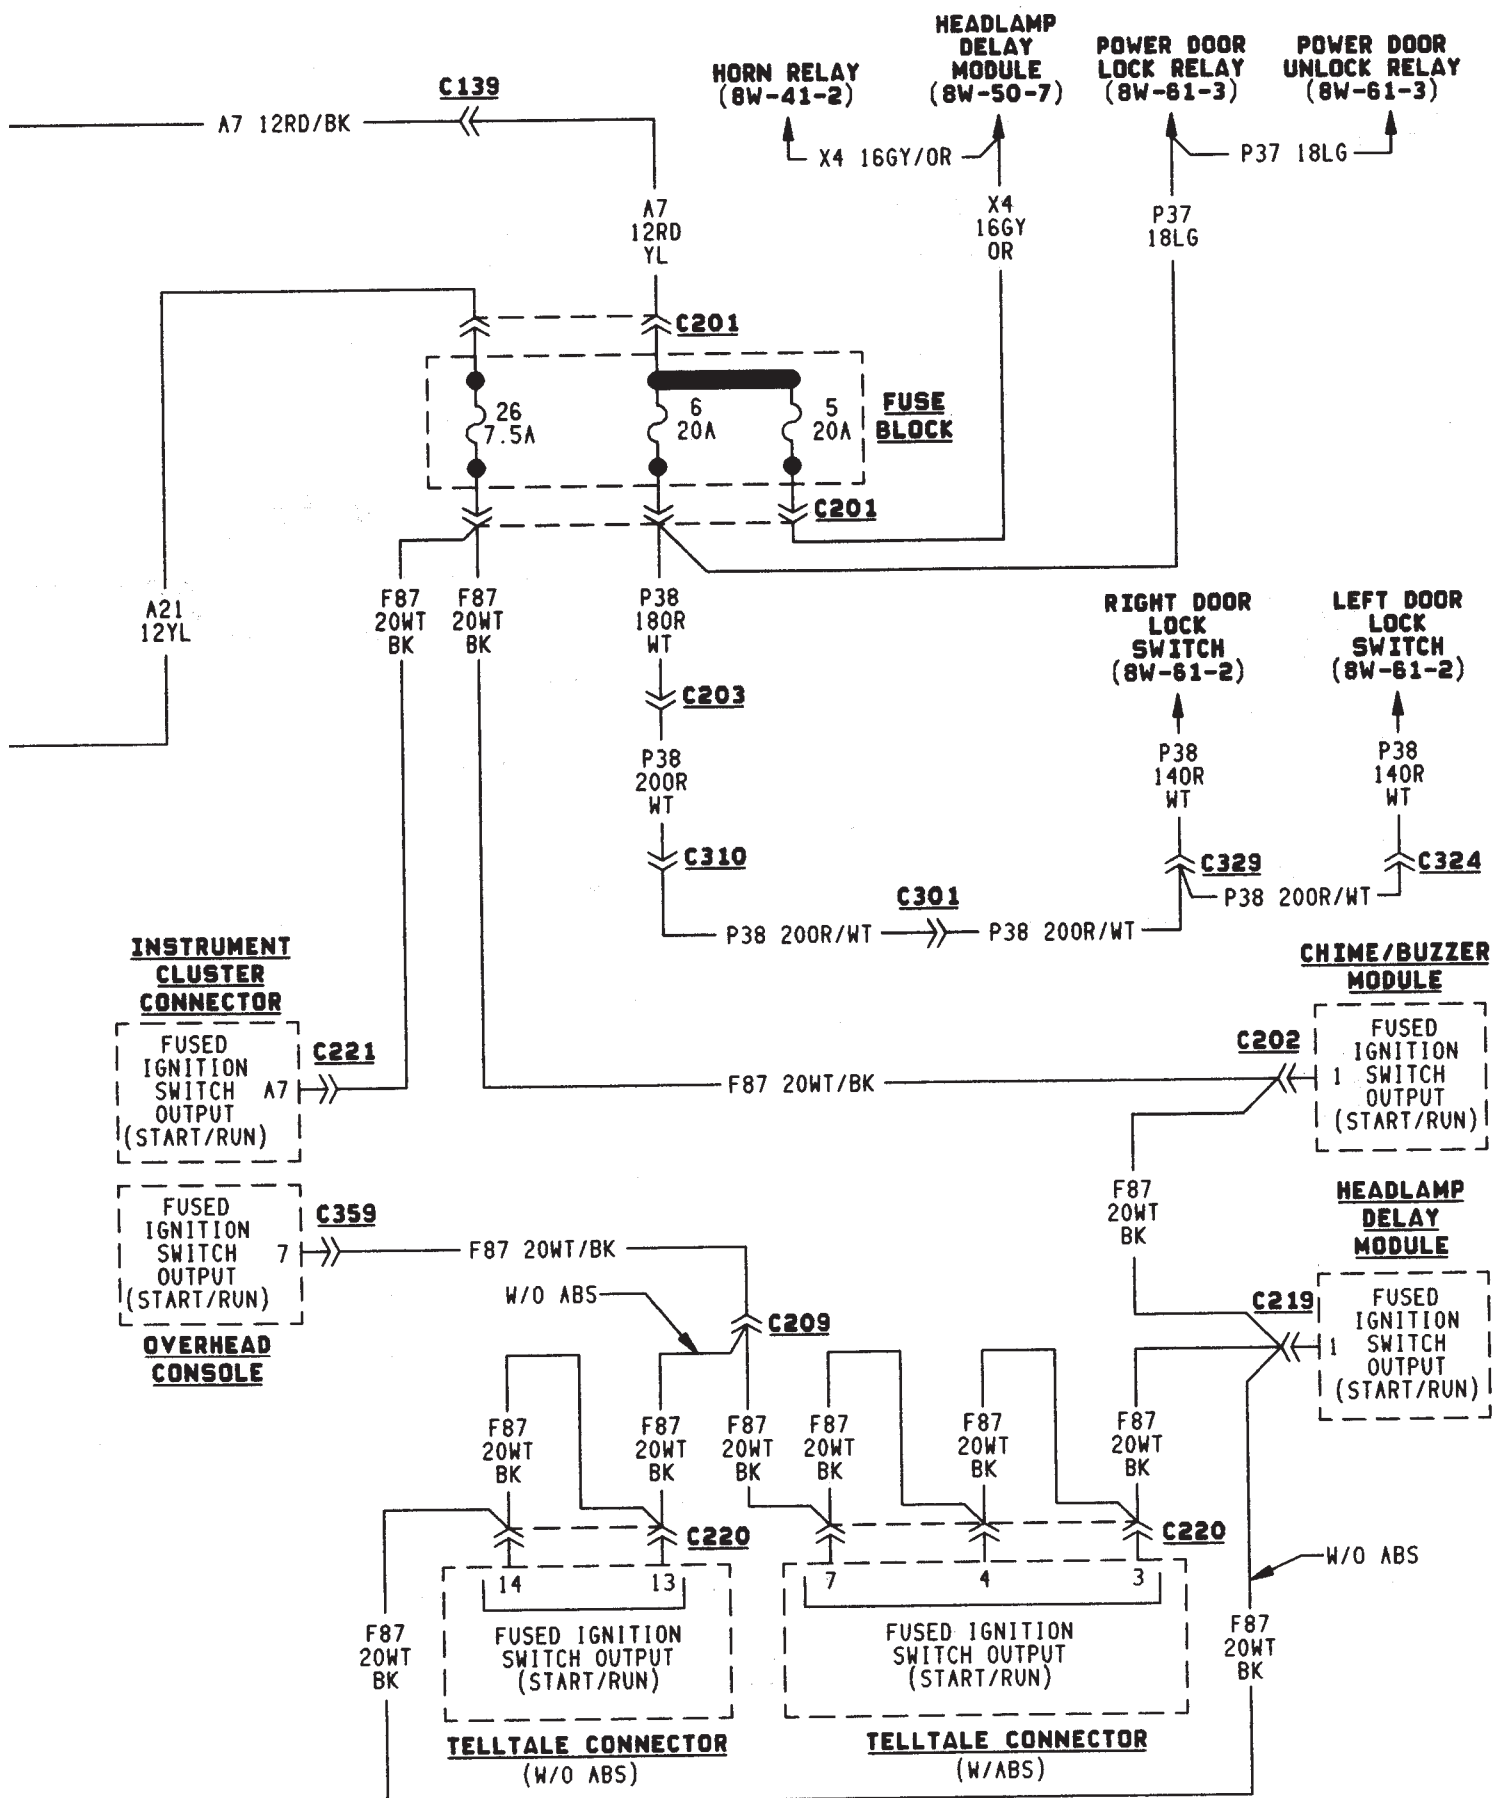 HEADLAMP
DELAY
MODULE
(8W-50-7)
HORN RELAY
(8W-41-2)
POWER DOOR
LOCK RELAY
(8W-61-3)
POWER DOOR
UNLOCK RELAY
(8W-61-3)
C139
A7 12RD/BK
X4 16GY/OR
P37 18LG
A7
12RD
YL
X4
16GY
OR
P37
18LG
C201
26
7.5A
6
20A
5
20A
FUSE
BLOCK
C201
A21
12YL
F87
20WT
BK
F87
20WT
BK
P38
18OR
WT
RIGHT DOOR
LOCK
SWITCH
(8W-61-2)
LEFT DOOR
LOCK
SWITCH
(8W-61-2)
C203
P38
20OR
WT
P38
14OR
WT
P38
14OR
WT
C310
C329
C324
P38 20OR/WT
C301
P38 20OR/WT
P38 20OR/WT
INSTRUMENT
CLUSTER
CONNECTOR
FUSED
IGNITION
SWITCH
OUTPUT
(START/RUN)
A7
C221
F87 20WT/BK
CHIME/BUZZER
MODULE
C202
1
FUSED
IGNITION
SWITCH
OUTPUT
(START/RUN)
FUSED
IGNITION
SWITCH
OUTPUT
(START/RUN)
7
OVERHEAD
CONSOLE
C359
F87 20WT/BK
W/O ABS
C209
F87
20WT
BK
HEADLAMP
DELAY
MODULE
C219
1
FUSED
IGNITION
SWITCH
OUTPUT
(START/RUN)
F87
20WT
BK
F87
20WT
BK
F87
20WT
BK
F87
20WT
BK
F87
20WT
BK
F87
20WT
BK
C220
C220
W/O ABS
14
13
FUSED IGNITION
SWITCH OUTPUT
(START/RUN)
7
4
3
FUSED IGNITION
SWITCH OUTPUT
(START/RUN)
F87
20WT
BK
F87
20WT
BK
TELLTALE CONNECTOR
(W/O ABS)
TELLTALE CONNECTOR
(W/ABS)